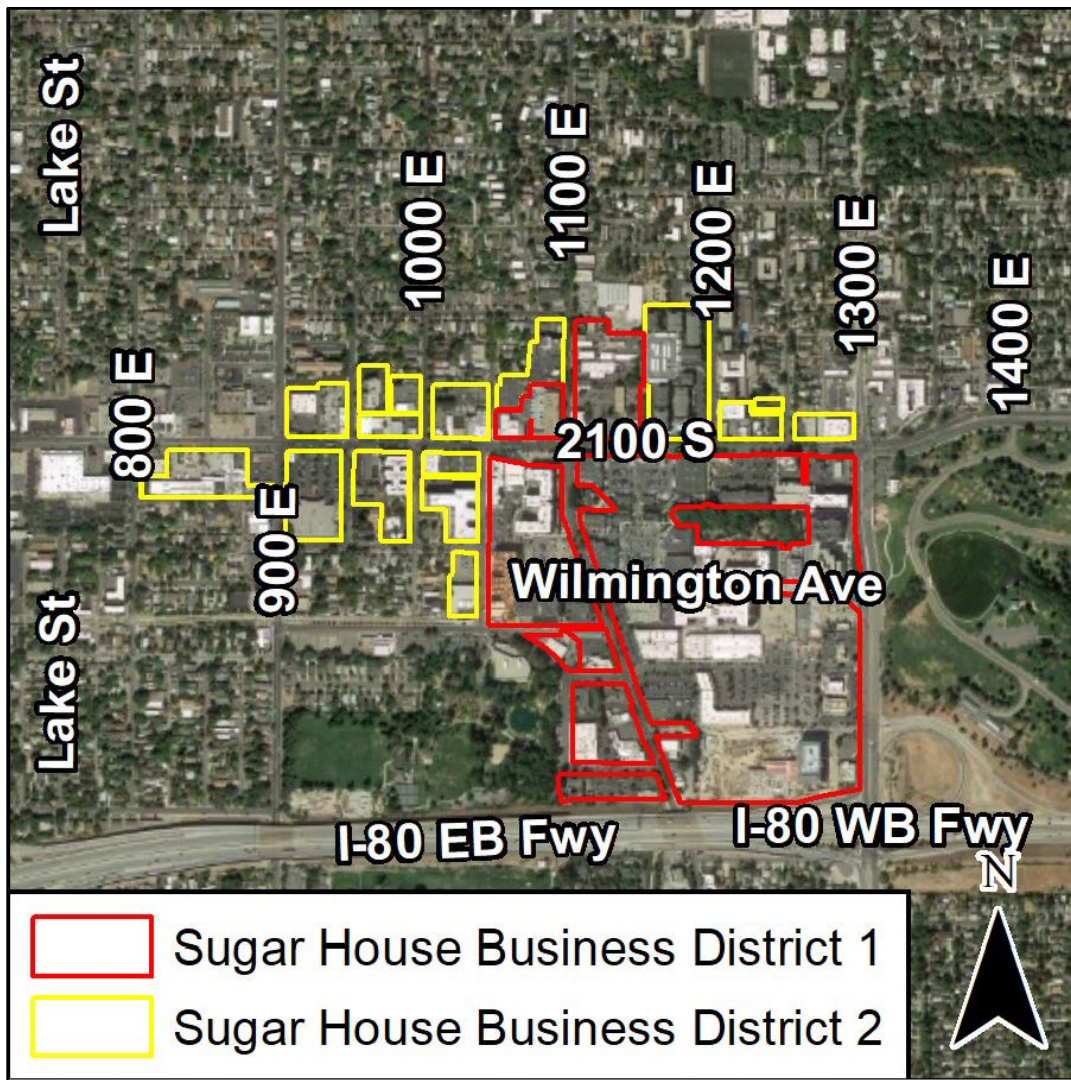 Lake St
1000 E
1100 E
1200 E
1300 E
1400 E
800 E
2100 S
900 E
Wilmington Ave
Lake St
I-80 EB Fwy
I-80 WB Fwy
N
Sugar House Business District 1
Sugar House Business District 2